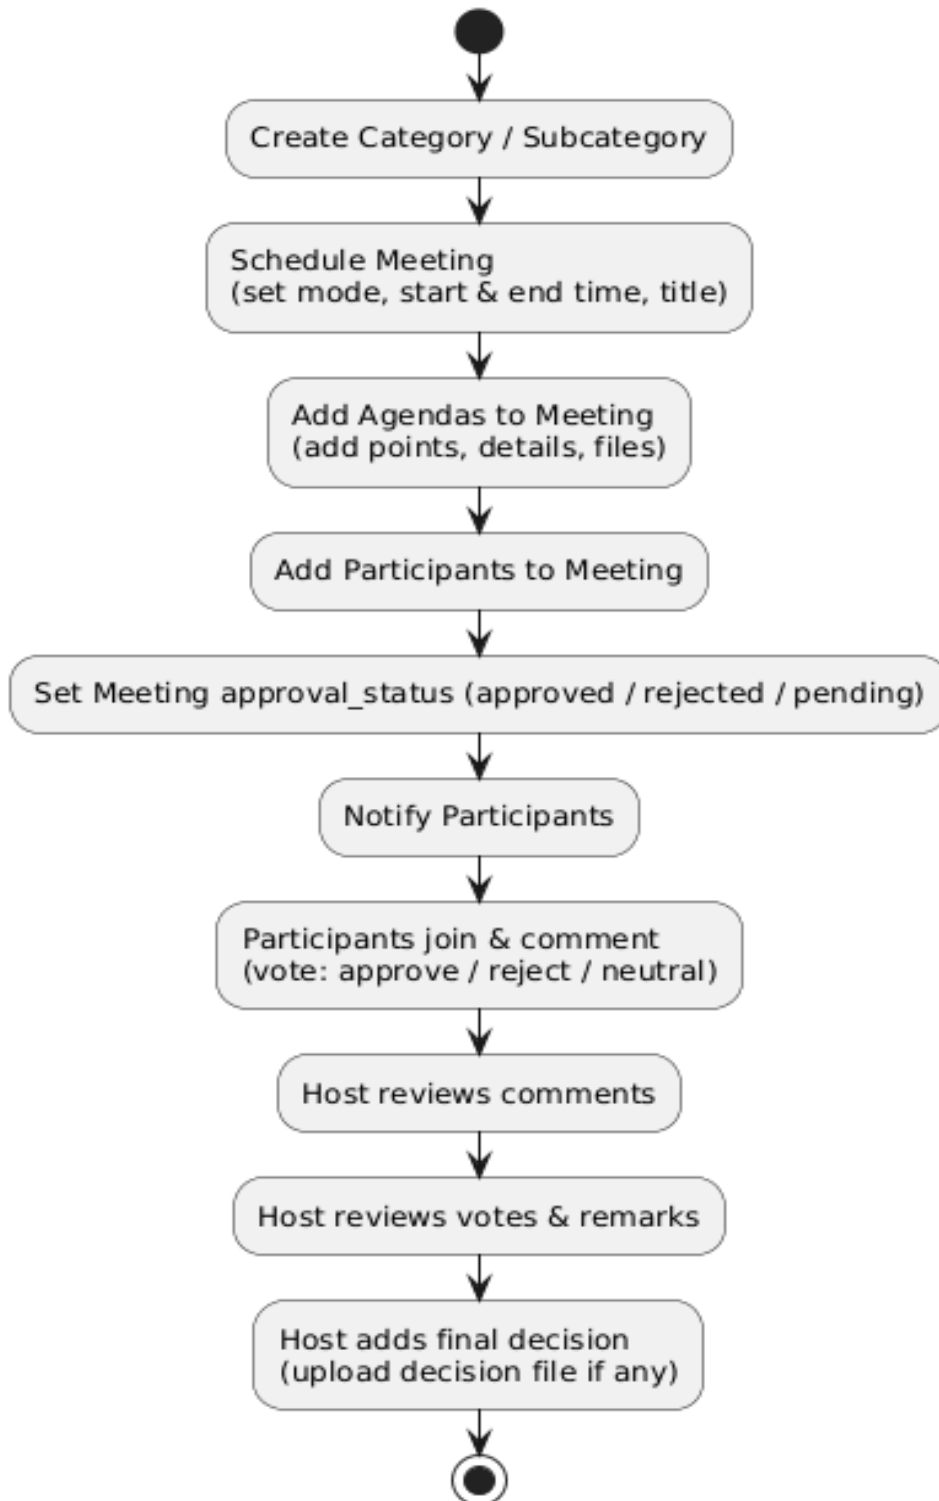 Create Category / Subcategory
Schedule Meeting
(set mode, start & end time, title)
Add Agendas to Meeting
(add points, details, files)
Add Participants to Meeting
Set Meeting approval_status (approved / rejected / pending)
Notify Participants
Participants join & comment
(vote: approve / reject / neutral)
Host reviews comments
Host reviews votes & remarks
Host adds final decision
(upload decision file if any)